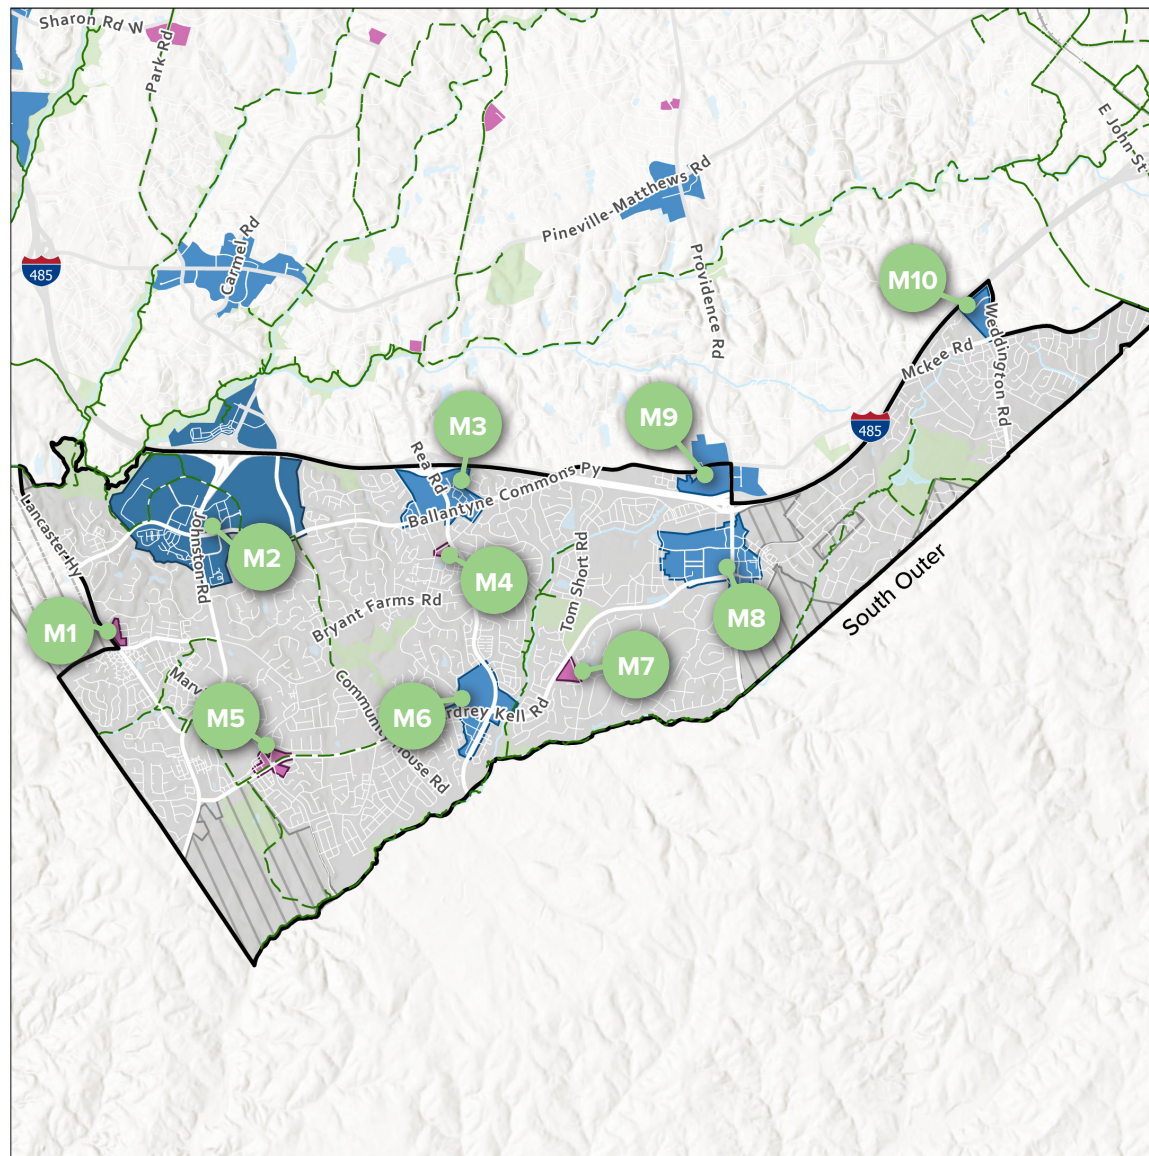 Sharon Rd W
Park Rd
E John St
Pineville-Matthews Rd
Carmel Rd
485
Providence Rd
M10
Weddington Rd
Mckee Rd
M9
M3
485
Rea Rd
Ballantyne Commons Py
Lancaster Hy
Johnston Rd
M2
M4
Tom Short Rd
South Outer
Bryant Farms Rd
M1
M8
M7
Marv
Community House Rd
M5
M6
rdrey Kell Rd